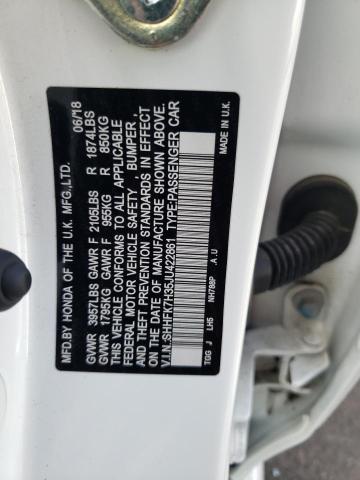 MFD.BY HONDA OF THE U.K. MFG.,LTD. 06/18
GVWR 3957LBS GAWR F 2105LBS R 1874LBS
GVWR 1795KG GAWR F 955KG R 850KG
THIS VEHICLE CONFORMS TO ALL APPLICABLE
FEDERAL MOTOR VEHICLE SAFETY , BUMPER ,
AND THEFT PREVENTION STANDARDS IN EFFECT
ON THE DATE OF MANUFACTURE SHOWN ABOVE.
V.I.N.:SHHFK7H35JU422861 TYPE:PASSENGER CAR
NH788P .A.U MADE IN U.K.
TGG J LH5